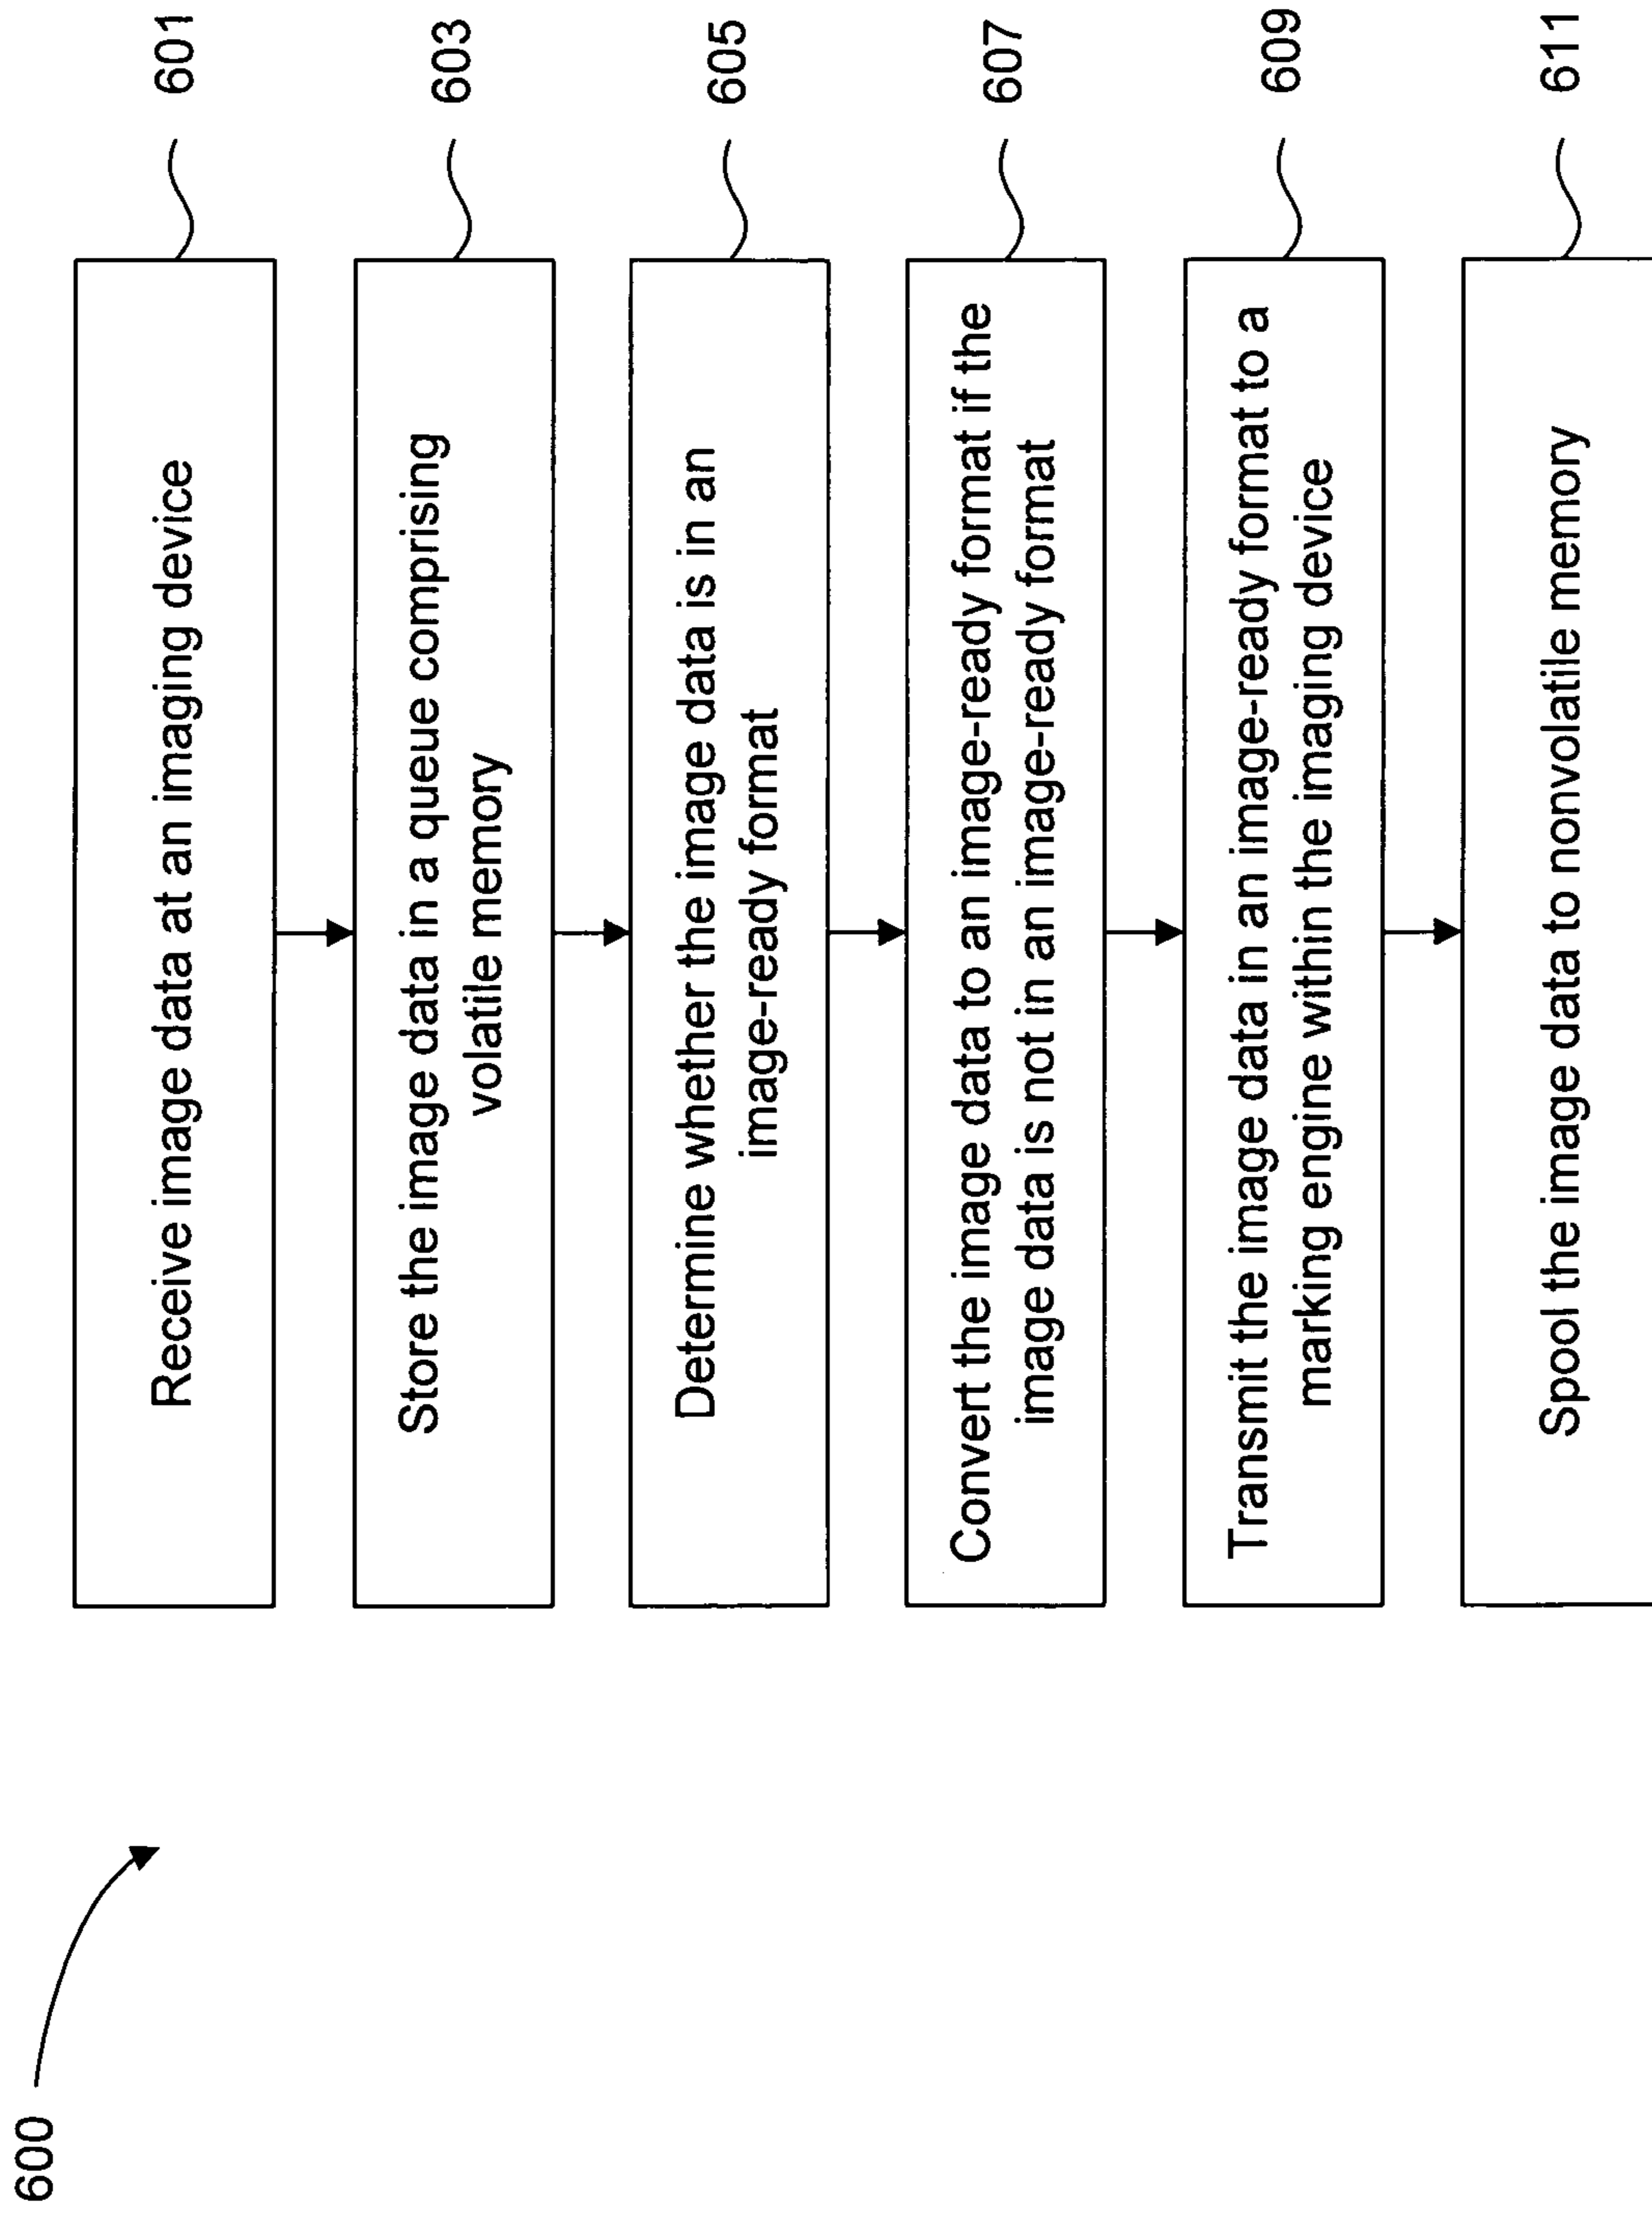 600
Receive image data at an imaging device
601
Store the image data in a queue comprising
volatile memory
603
Determine whether the image data is in an
image-ready format
605
Convert the image data to an image-ready format if the
image data is not in an image-ready format
607
Transmit the image data in an image-ready format to a
marking engine within the imaging device
609
Spool the image data to nonvolatile memory
611